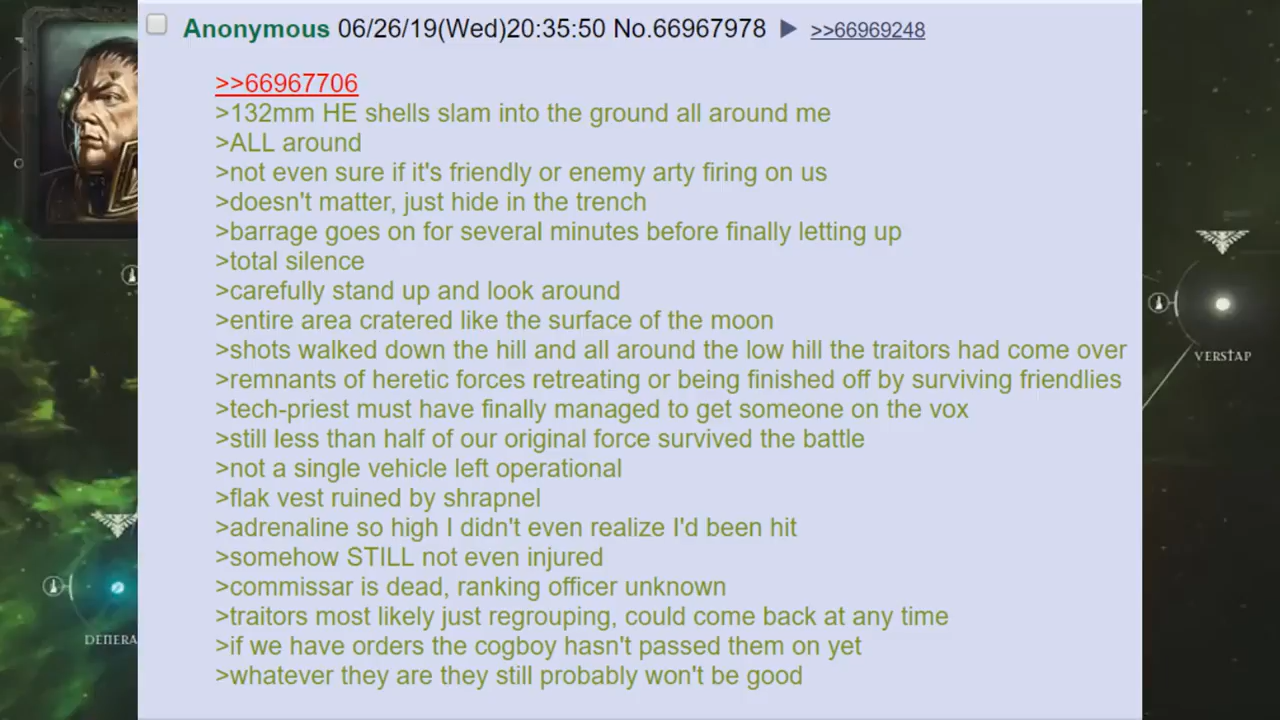 Anonymous 06/26/19(Wed)20:35:50 No.66967978 ▶ >>66969248
>>66967706
>132mm HE shells slam into the ground all around me
>ALL around
>not even sure if it's friendly or enemy arty firing on us
>doesn't matter, just hide in the trench
>barrage goes on for several minutes before finally letting up
>total silence
>carefully stand up and look around
>entire area cratered like the surface of the moon
>shots walked down the hill and all around the low hill the traitors had come over
>remnants of heretic forces retreating or being finished off by surviving friendlies
>tech-priest must have finally managed to get someone on the vox
>still less than half of our original force survived the battle
>not a single vehicle left operational
>flak vest ruined by shrapnel
>adrenaline so high I didn't even realize I'd been hit
>somehow STILL not even injured
>commissar is dead, ranking officer unknown
>traitors most likely just regrouping, could come back at any time
>if we have orders the cogboy hasn't passed them on yet
>whatever they are they still probably won't be good
VERSTAP
DENERA